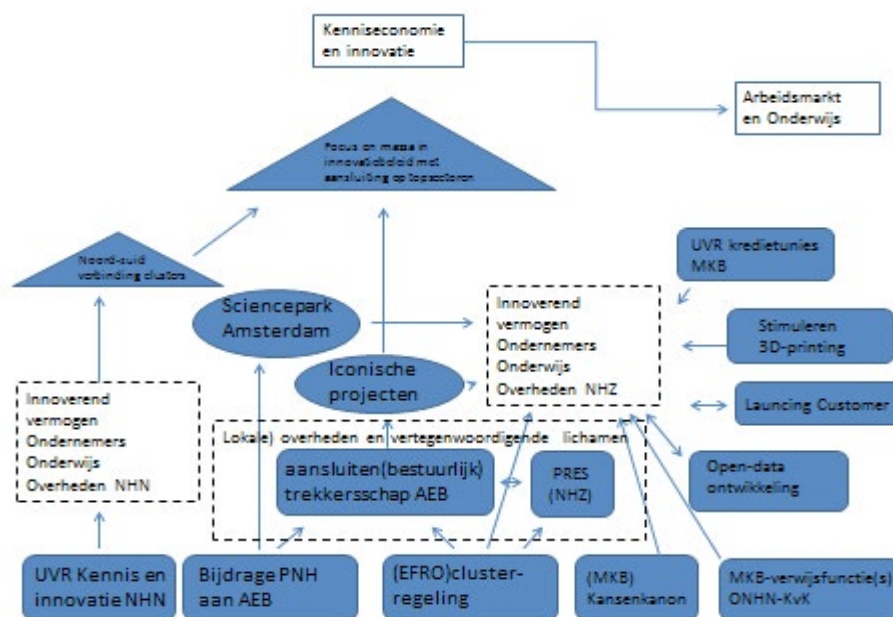 Kenniseconomie
en innovatie
Arbeidsmarkt
en Onderwijs
Focus en massa in
innovatiebeleid met
aansluiting op topsectoren
Noord-zuid
verbinding clusters
UVR kredietunies
MKB
Sciencepark
Amsterdam
Innoverend
vermogen
Ondernemers
Onderwijs
Overheden NHZ
Stimuleren
3D-printing
Iconische
projecten
Innoverend
vermogen
Ondernemers
Onderwijs
Overheden NHN
Launcing Customer
Lokale) overheden en vertegenwoordigende lichamen
aansluiten(bestuurlijk)
trekkersschap AEB
PRES
(NHZ)
Open-data
ontwikkeling
UVR Kennis en
innovatie NHN
Bijdrage PNH
aan AEB
(EFRO)cluster-
regeling
(MKB)
Kansenkanon
MKB-verwijsfunctie(s)
ONHN-KvK